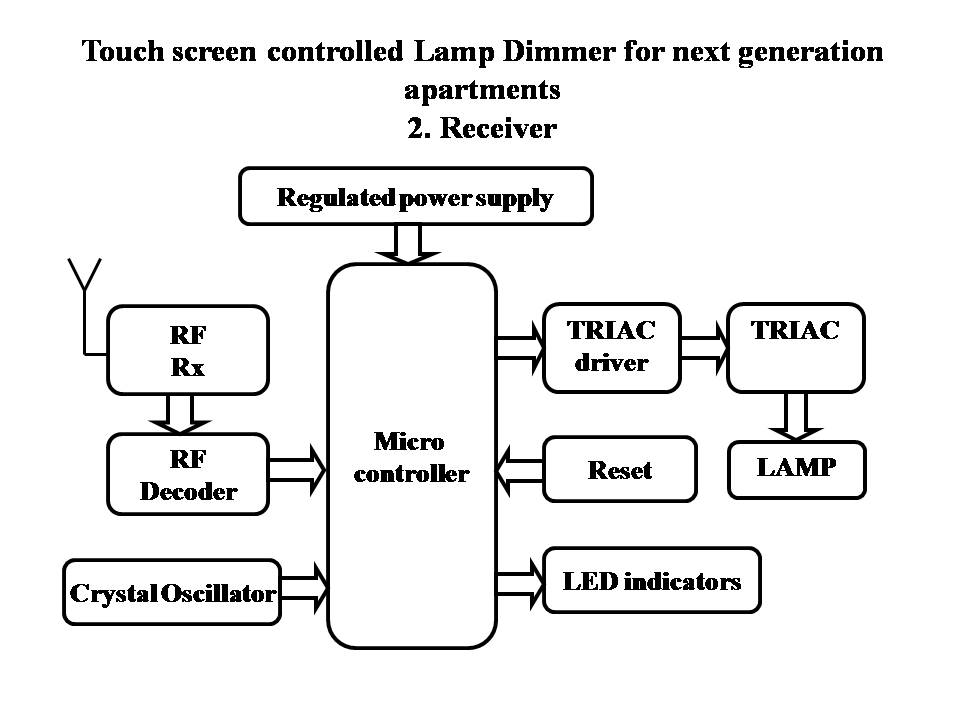 Touch screen controlled Lamp Dimmer for next generation
apartments
2. Receiver
Regulated power supply
RF
Rx
TRIAC
driver
TRIAC
Micro
controller
RF
Decoder
Reset
LAMP
Crystal Oscillator
LED indicators